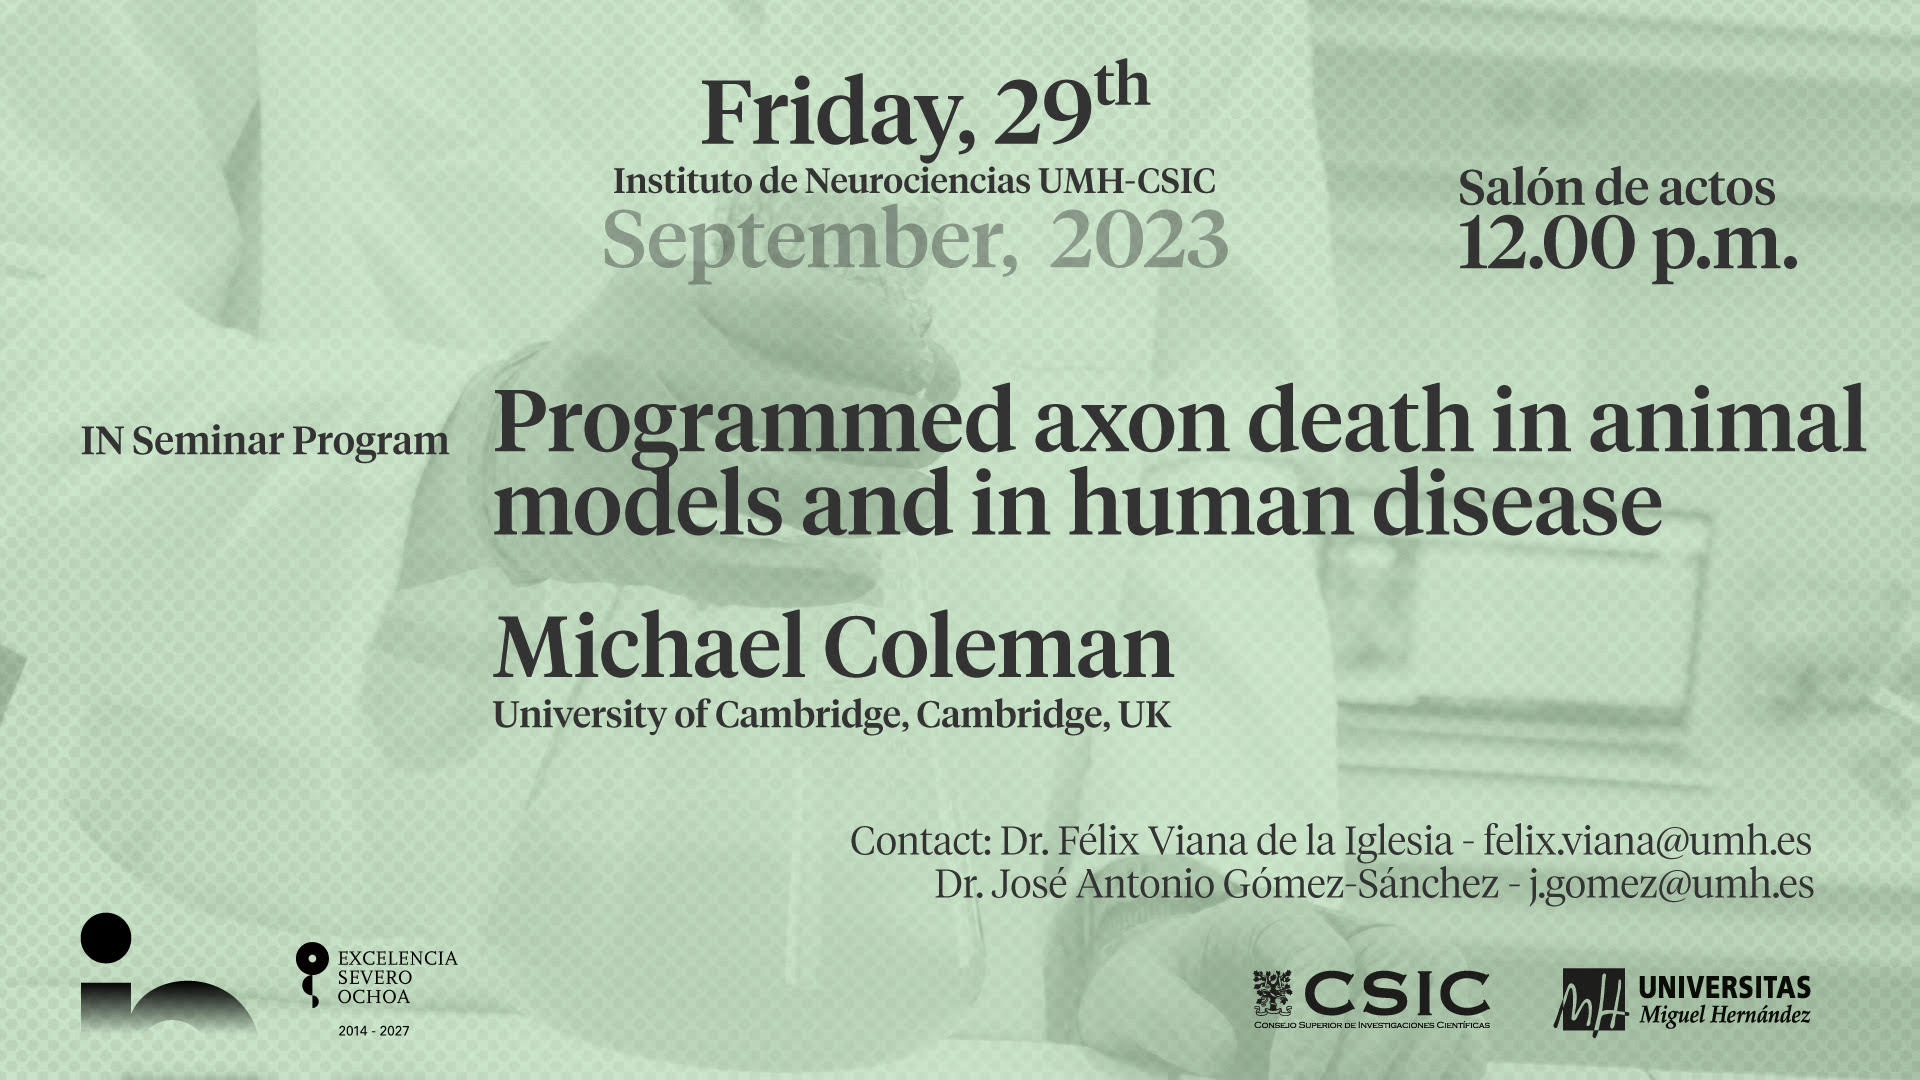 Friday, 29th
Instituto de Neurociencias UMH-CSIC
September, 2023
Salón de actos
12.00 p.m.
IN Seminar Program
Programmed axon death in animal
models and in human disease
Michael Coleman
University of Cambridge, Cambridge, UK
Contact: Dr. Félix Viana de la Iglesia - felix.viana@umh.es
Dr. José Antonio Gómez-Sánchez - j.gomez@umh.es
in
EXCELENCIA
SEVERO
OCHOA
2014 - 2027
CSIC
CONSEJO SUPERIOR DE INVESTIGACIONES CIENTÍFICAS
MH
UNIVERSITAS
Miguel Hernández